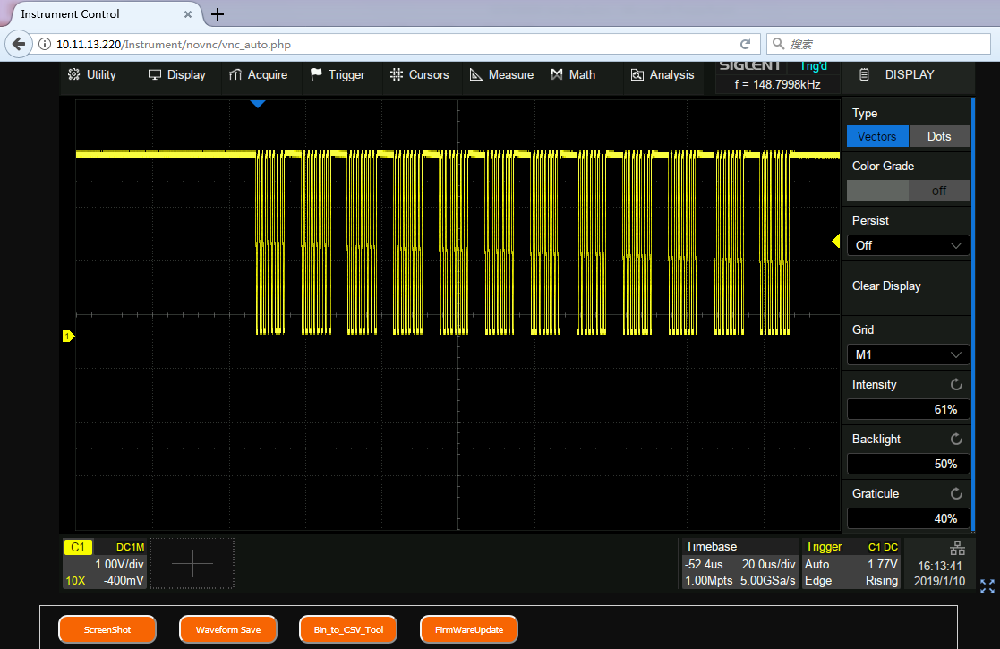 Instrument Control
10.11.13.220/Instrument/novnc/vnc_auto.php
搜索
Utility
Display
Acquire
Trigger
Cursors
Measure
Math
Analysis
SIGLENT
Trig'd
f = 148.7998kHz
DISPLAY
Type
Vectors
Dots
Color Grade
off
Persist
Off
Clear Display
Grid
M1
Intensity
61%
Backlight
50%
Graticule
40%
1
C1
DC1M
1.00V/div
10X
-400mV
Timebase
-52.4us
20.0us/div
1.00Mpts
5.00GSa/s
Trigger
C1 DC
Auto
1.77V
Edge
Rising
16:13:41
2019/1/10
ScreenShot
Waveform Save
Bin_to_CSV_Tool
FirmWareUpdate